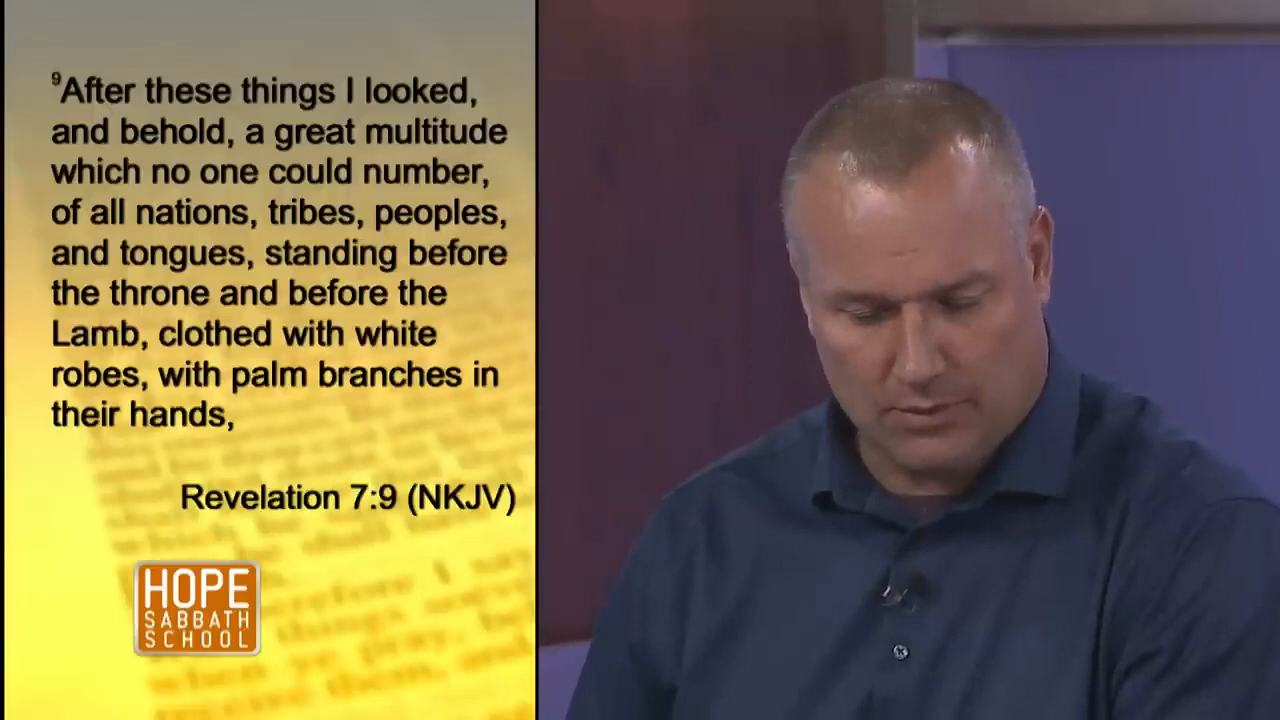 ⁹After these things I looked,
and behold, a great multitude
which no one could number,
of all nations, tribes, peoples,
and tongues, standing before
the throne and before the
Lamb, clothed with white
robes, with palm branches in
their hands,
Revelation 7:9 (NKJV)
HOPE
SABBATH
SCHOOL